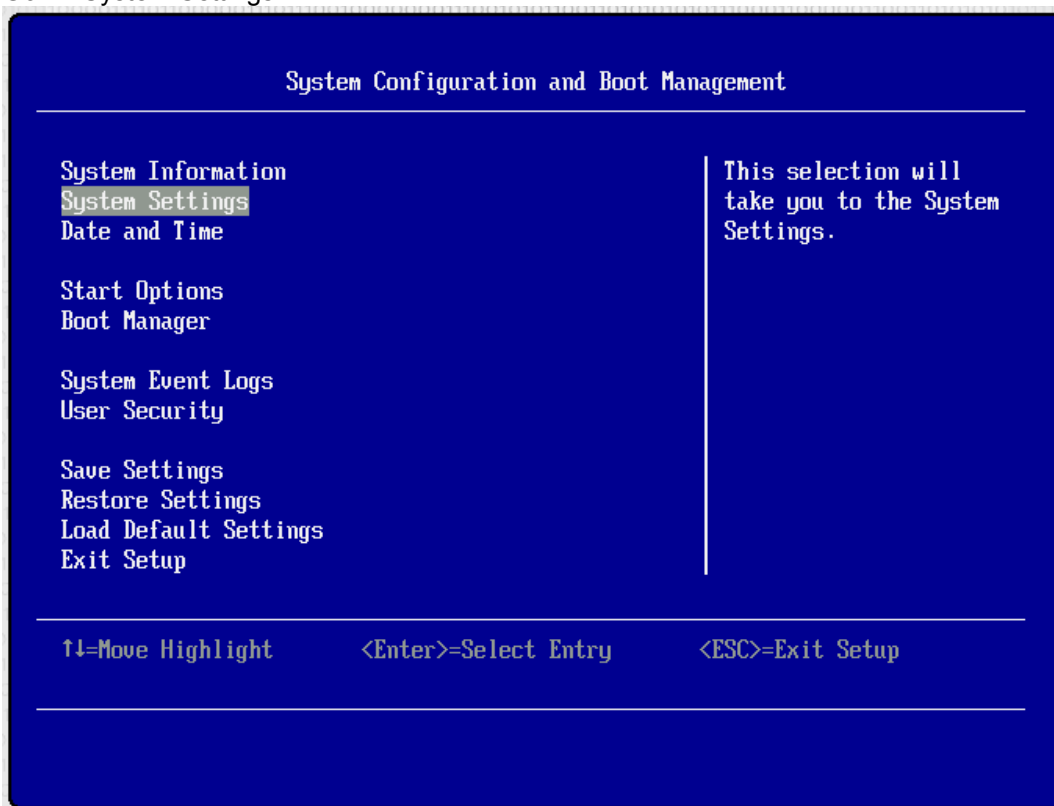 System Configuration and Boot Management
System Information
System Settings
Date and Time
Start Options
Boot Manager
System Event Logs
User Security
Save Settings
Restore Settings
Load Default Settings
Exit Setup
This selection will
take you to the System
Settings.
↑↓=Move Highlight <Enter>=Select Entry <ESC>=Exit Setup